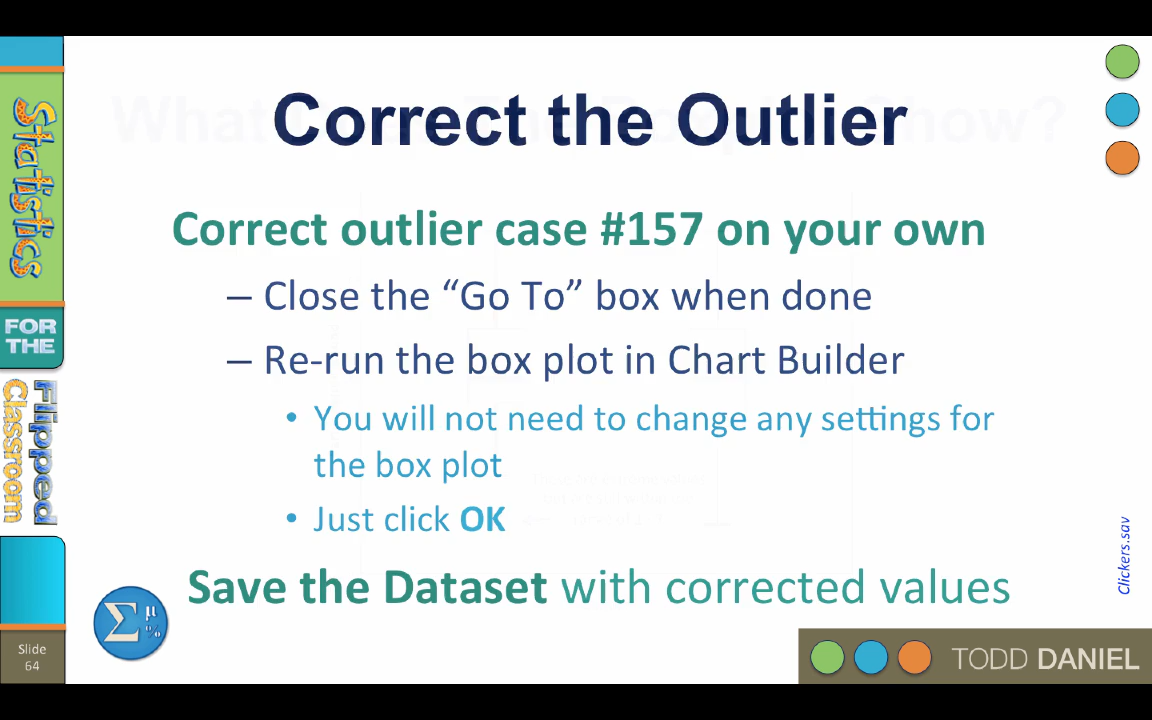 Correct the Outlier
Correct outlier case #157 on your own
– Close the “Go To” box when done
– Re-run the box plot in Chart Builder
• You will not need to change any settings for
the box plot
• Just click OK
Save the Dataset with corrected values
Statistics
FOR
THE
Flipped
Classroom
Slide
64
Σ μ
%
Clickers.sav
TODD DANIEL